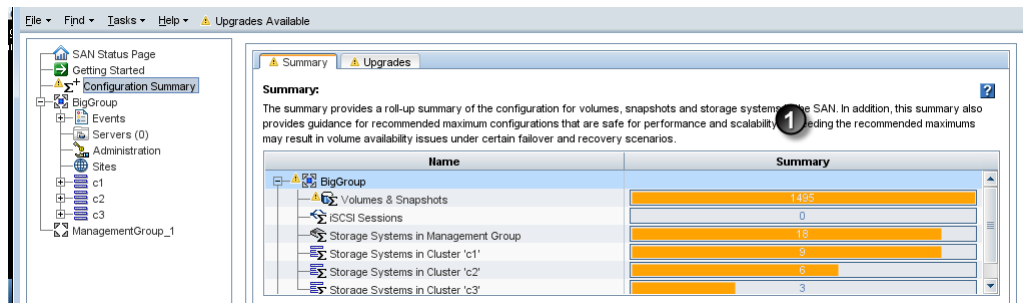 File Find Tasks Help Upgrades Available
SAN Status Page
Getting Started
Configuration Summary
BigGroup
Events
Servers (0)
Administration
Sites
c1
c2
c3
ManagementGroup_1
Summary Upgrades
Summary:
The summary provides a roll-up summary of the configuration for volumes, snapshots and storage systems the SAN. In addition, this summary also
provides guidance for recommended maximum configurations that are safe for performance and scalability the recommended maximums
may result in volume availability issues under certain failover and recovery scenarios.
1
Name Summary
BigGroup
Volumes & Snapshots 1495
iSCSI Sessions 0
Storage Systems in Management Group 18
Storage Systems in Cluster 'c1' 9
Storage Systems in Cluster 'c2' 6
Storage Systems in Cluster 'c3' 3